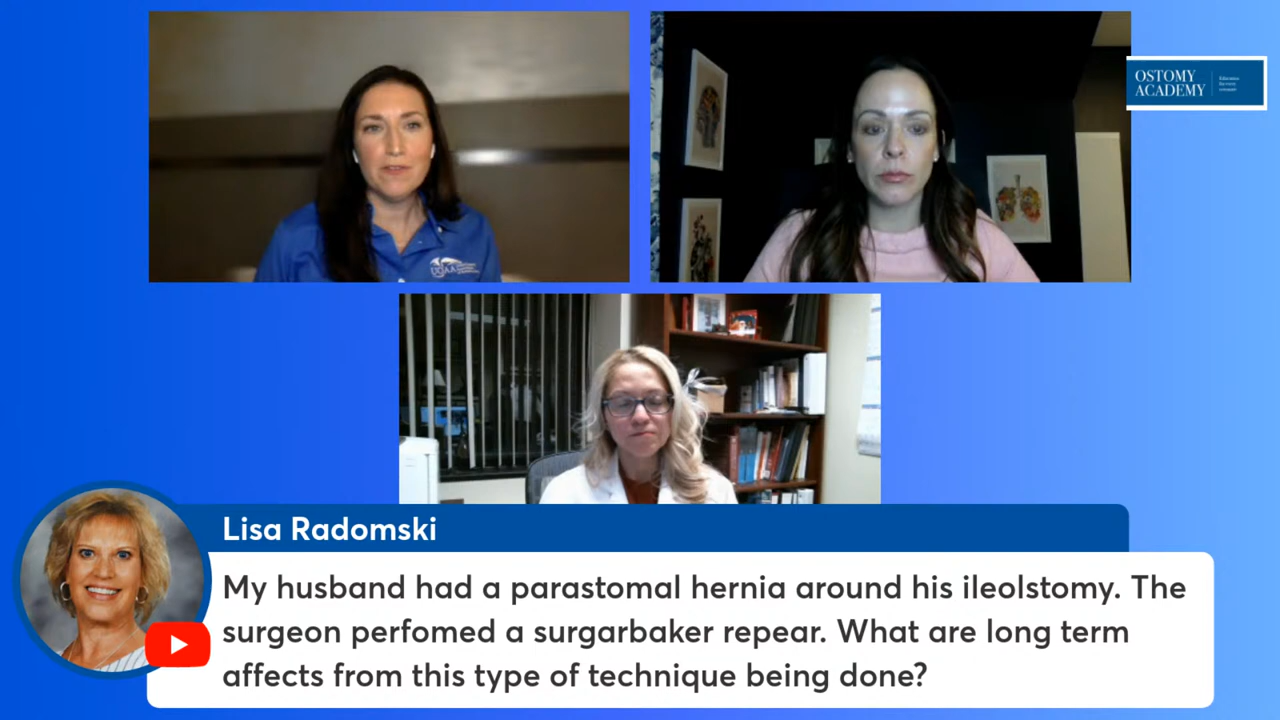 OSTOMY
ACADEMY
UOAA
Lisa Radomski
My husband had a parastomal hernia around his ileolstomy. The
surgeon perfomed a surgarbaker repear. What are long term
affects from this type of technique being done?